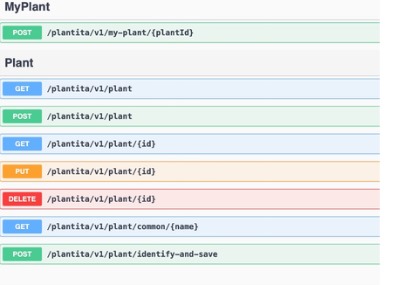 MyPlant
POST /plantita/v1/my-plant/{plantId}
Plant
GET /plantita/v1/plant
POST /plantita/v1/plant
GET /plantita/v1/plant/{id}
PUT /plantita/v1/plant/{id}
DELETE /plantita/v1/plant/{id}
GET /plantita/v1/plant/common/{name}
POST /plantita/v1/plant/identify-and-save